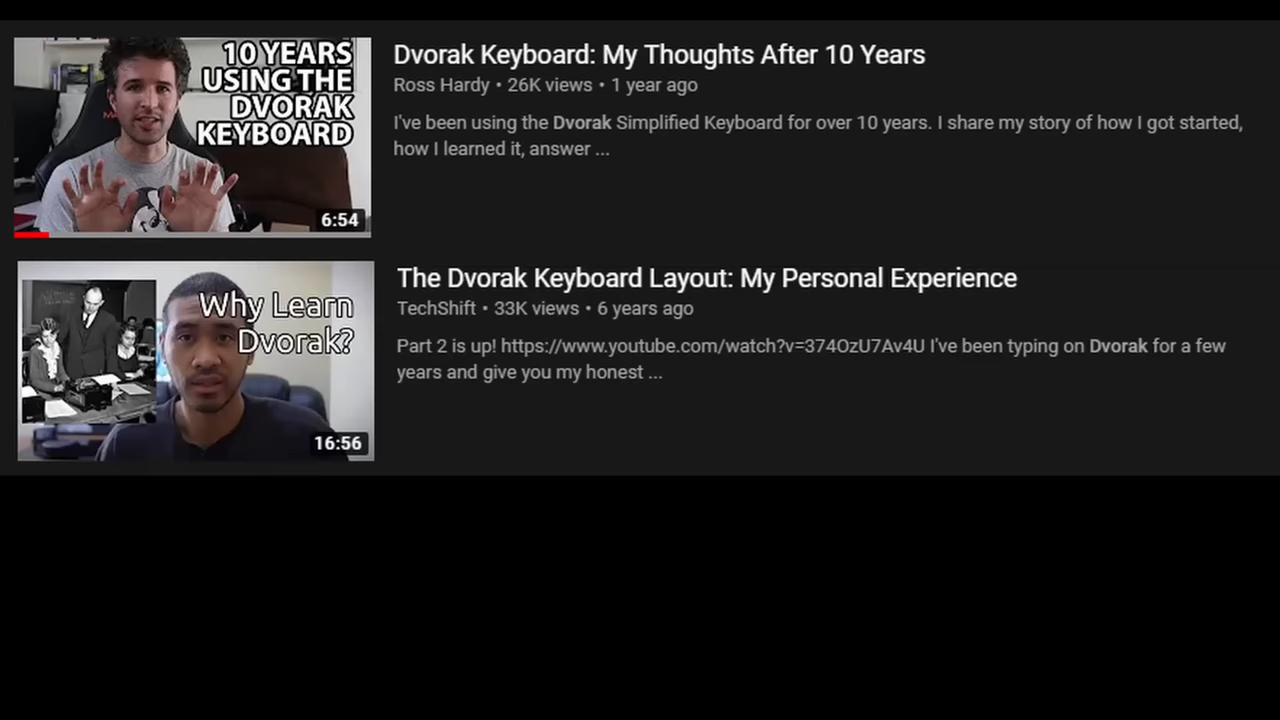 10 YEARS
USING THE
DVORAK
KEYBOARD
6:54
Dvorak Keyboard: My Thoughts After 10 Years
Ross Hardy • 26K views • 1 year ago
I've been using the Dvorak Simplified Keyboard for over 10 years. I share my story of how I got started,
how I learned it, answer ...
Why Learn
Dvorak?
16:56
The Dvorak Keyboard Layout: My Personal Experience
TechShift • 33K views • 6 years ago
Part 2 is up! https://www.youtube.com/watch?v=374OzU7Av4U I've been typing on Dvorak for a few
years and give you my honest ...